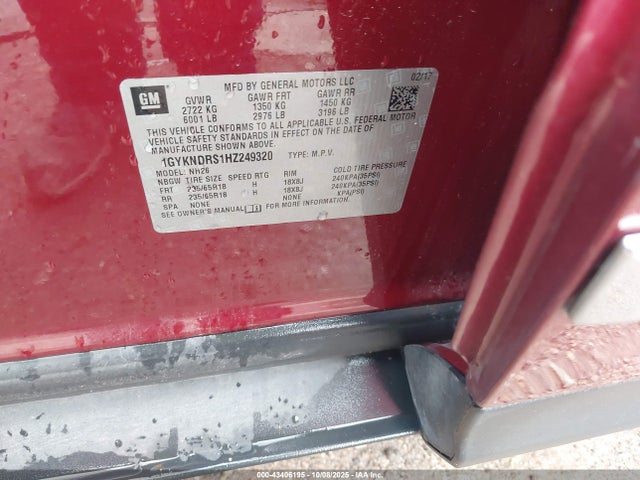 MFD BY GENERAL MOTORS LLC 02/17
GM
GVWR GAWR FRT GAWR RR
2722 KG 1350 KG 1450 KG
6001 LB 2976 LB 3196 LB
THIS VEHICLE CONFORMS TO ALL APPLICABLE U.S. FEDERAL MOTOR
VEHICLE SAFETY STANDARDS IN EFFECT ON THE DATE OF
MANUFACTURE SHOWN ABOVE.
1GYKNDRS1HZ249320 TYPE: M.P.V.
MODEL: NH26
NBGW TIRE SIZE SPEED RTG RIM COLD TIRE PRESSURE
FRT 235/65R18 H 18X8J 240KPA(35PSI)
RR 235/65R18 H 18X8J 240KPA(35PSI)
SPA NONE NONE KPA(PSI)
SEE OWNER'S MANUAL FOR MORE INFORMATION.
000-43406195 - 10/08/2025 - IAAI.COM